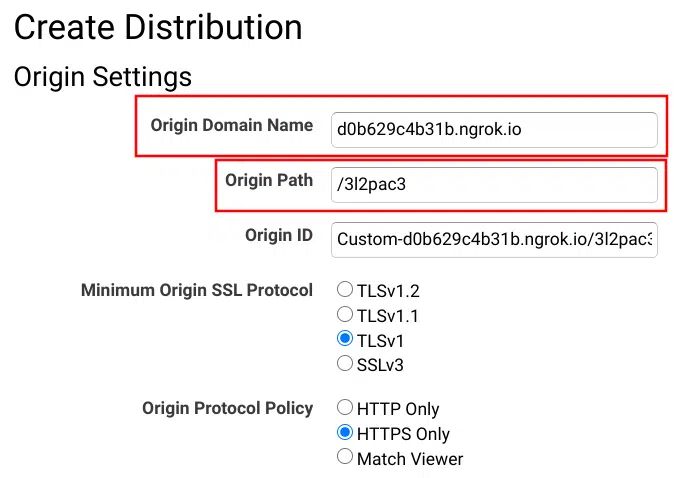 Create Distribution
Origin Settings
Origin Domain Name d0b629c4b31b.ngrok.io
Origin Path /3l2pac3
Origin ID Custom-d0b629c4b31b.ngrok.io/3l2pac3
Minimum Origin SSL Protocol TLSv1.2
TLSv1.1
TLSv1
SSLv3
Origin Protocol Policy HTTP Only
HTTPS Only
Match Viewer